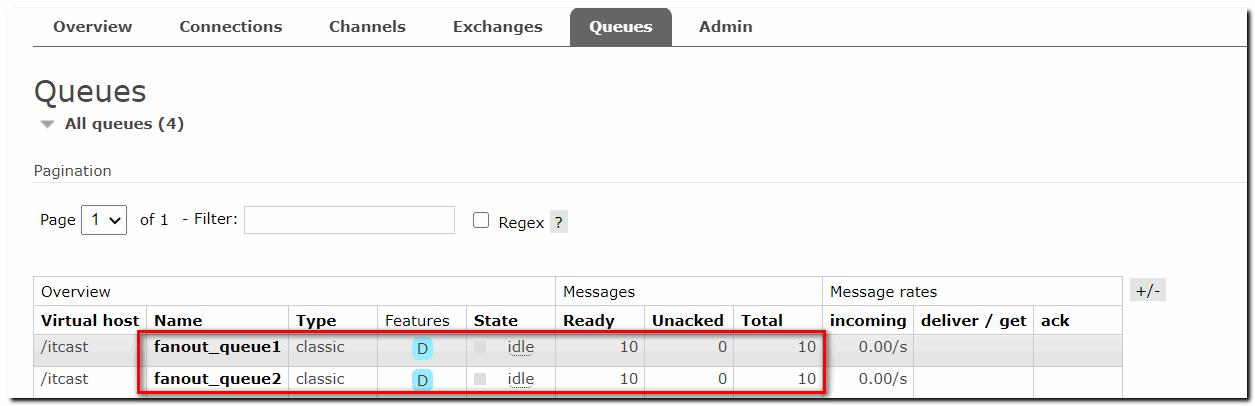 Overview Connections Channels Exchanges Queues Admin
Queues
All queues (4)
Pagination
Page 1 of 1 - Filter: Regex ?
Overview Messages Message rates +/-
Virtual host Name Type Features State Ready Unacked Total incoming deliver / get ack
/itcast fanout_queue1 classic D idle 10 0 10 0.00/s
/itcast fanout_queue2 classic D idle 10 0 10 0.00/s